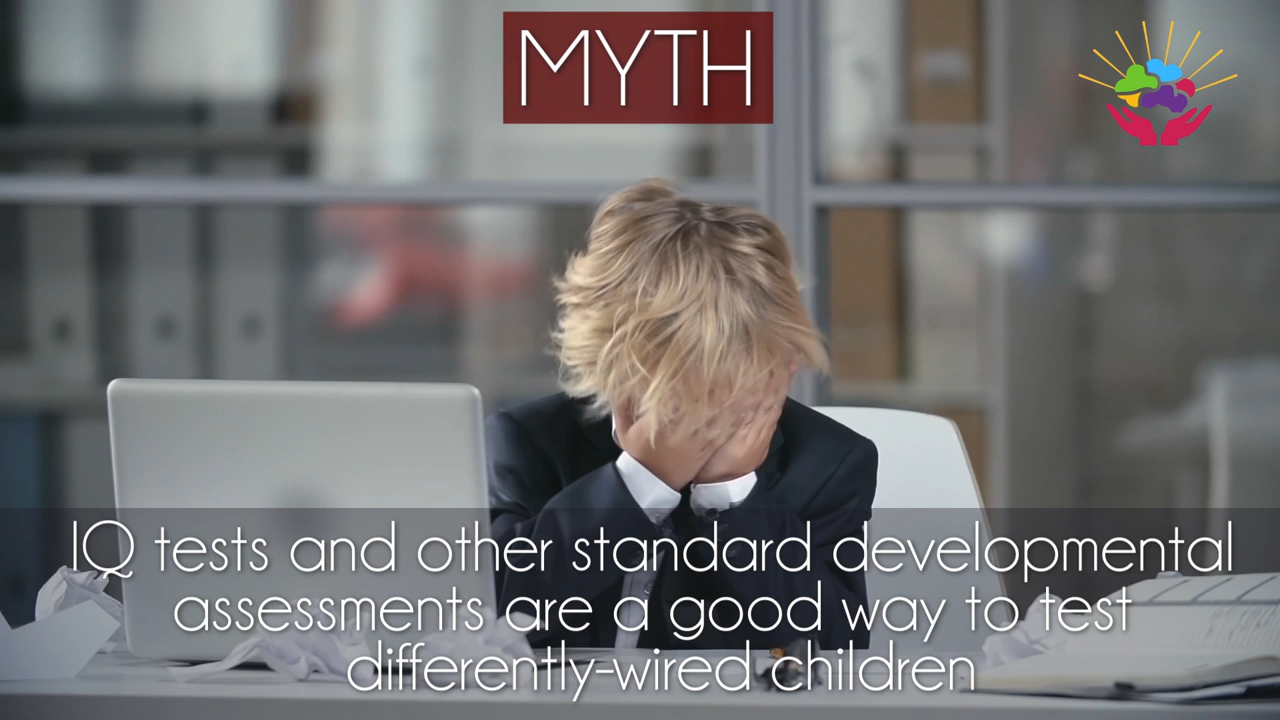 MYTH
IQ tests and other standard developmental
assessments are a good way to test
differently-wired children